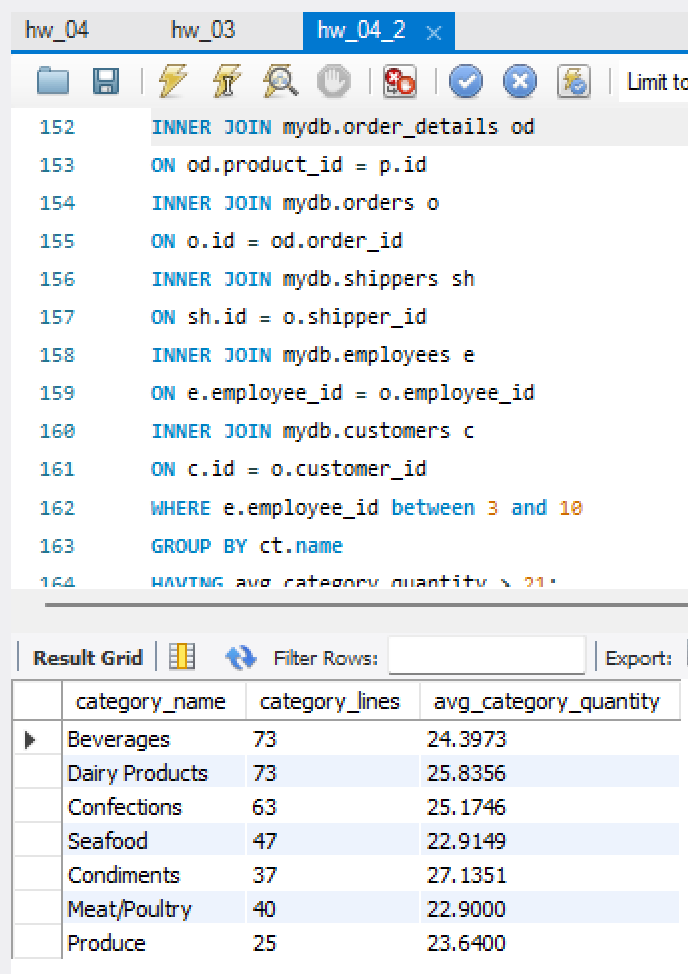 hw_04 hw_03 hw_04_2
Limit to
152 INNER JOIN mydb.order_details od
153 ON od.product_id = p.id
154 INNER JOIN mydb.orders o
155 ON o.id = od.order_id
156 INNER JOIN mydb.shippers sh
157 ON sh.id = o.shipper_id
158 INNER JOIN mydb.employees e
159 ON e.employee_id = o.employee_id
160 INNER JOIN mydb.customers c
161 ON c.id = o.customer_id
162 WHERE e.employee_id between 3 and 10
163 GROUP BY ct.name
164 HAVING avg_category_quantity > 21;
Result Grid Filter Rows: Export:
category_name category_lines avg_category_quantity
Beverages 73 24.3973
Dairy Products 73 25.8356
Confections 63 25.1746
Seafood 47 22.9149
Condiments 37 27.1351
Meat/Poultry 40 22.9000
Produce 25 23.6400